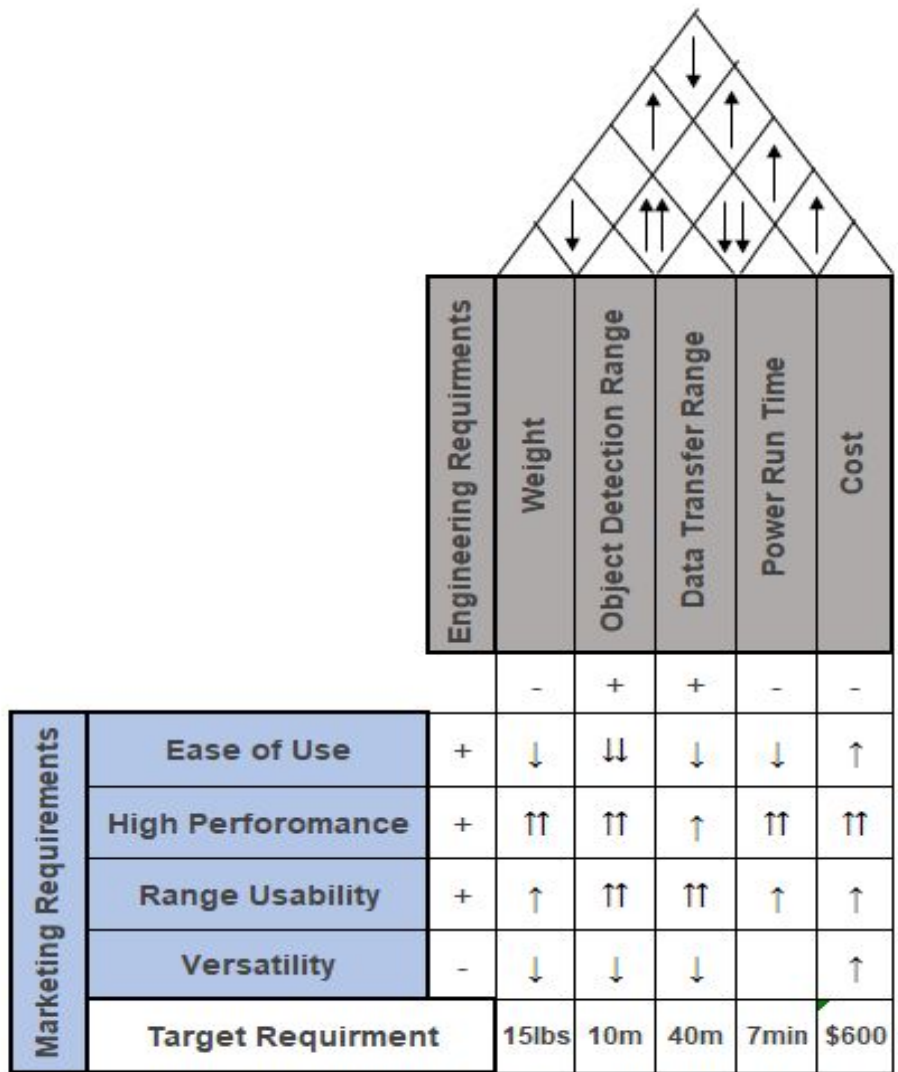 Engineering Requirments
Weight
Object Detection Range
Data Transfer Range
Power Run Time
Cost
- + + - -
Marketing Requirements
Ease of Use + ↓ ↓↓ ↓ ↓ ↑
High Perforomance + ↑↑ ↑↑ ↑ ↑↑ ↑↑
Range Usability + ↑ ↑↑ ↑↑ ↑ ↑
Versatility - ↓ ↓ ↓ ↑
Target Requirment 15lbs 10m 40m 7min $600